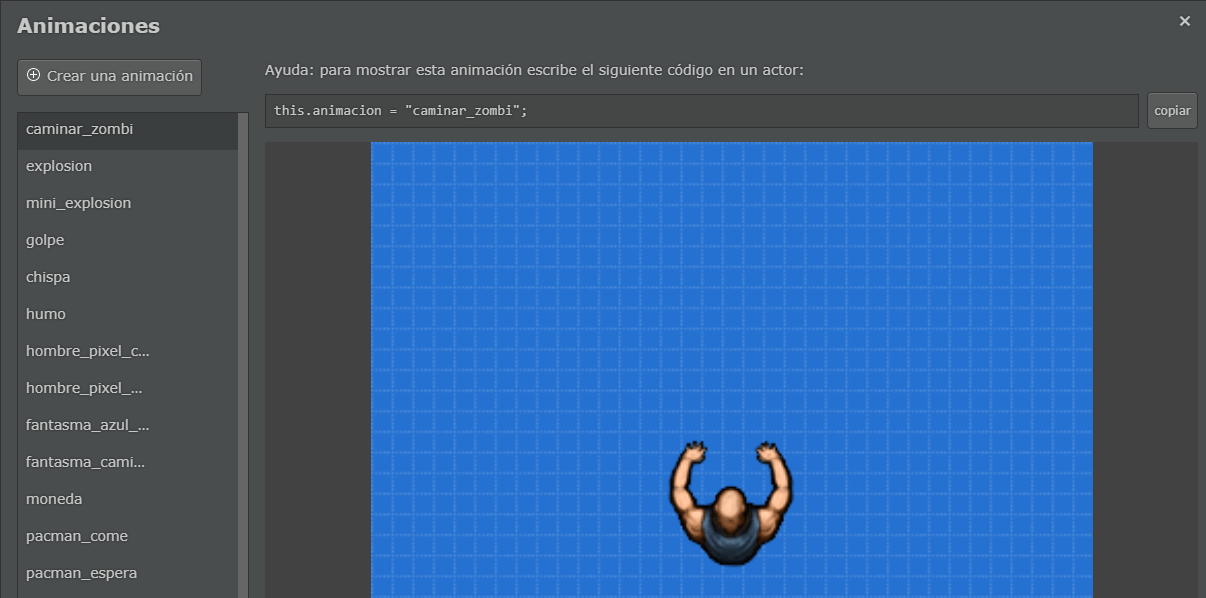 Animaciones
×
Crear una animación
Ayuda: para mostrar esta animación escribe el siguiente código en un actor:
this.animacion = "caminar_zombi";
copiar
caminar_zombi
explosion
mini_explosion
golpe
chispa
humo
hombre_pixel_c...
hombre_pixel_...
fantasma_azul_...
fantasma_cami...
moneda
pacman_come
pacman_espera